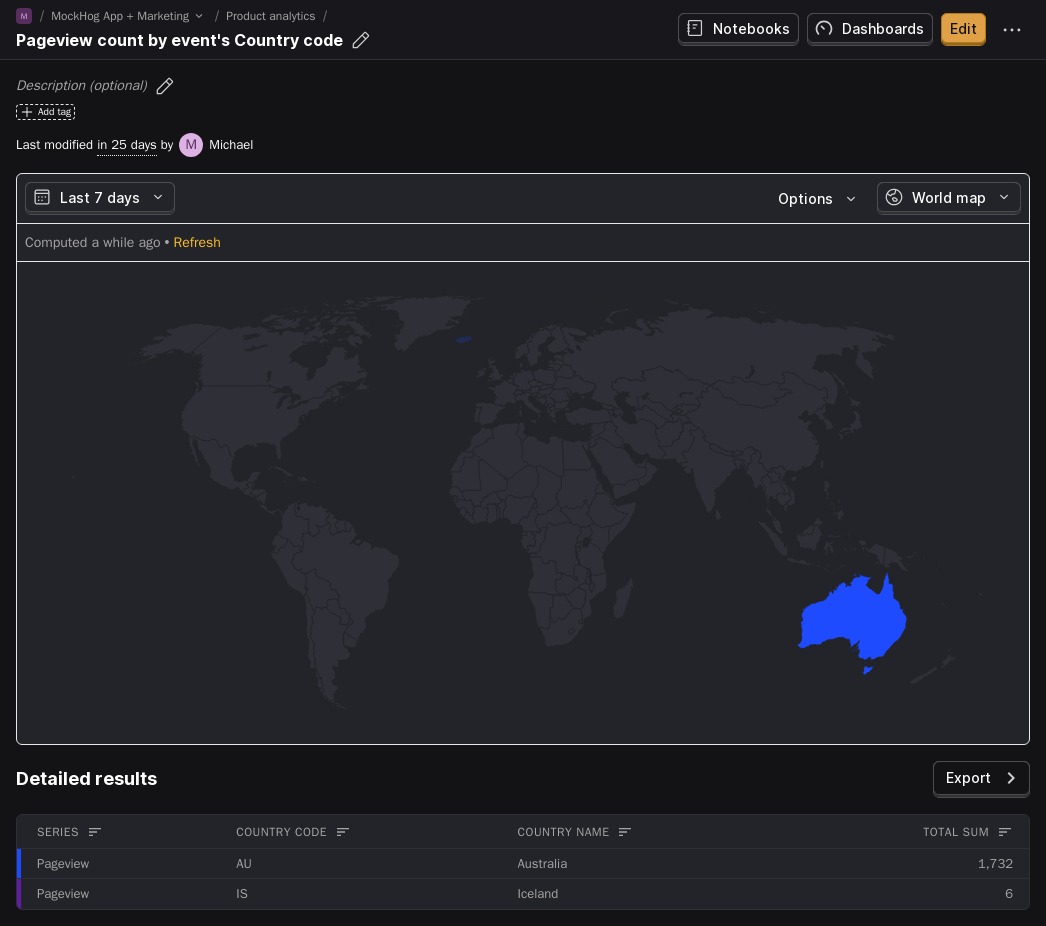 M / MockHog App + Marketing / Product analytics /
Pageview count by event's Country code
Notebooks
Dashboards
Edit
Description (optional)
Add tag
Last modified in 25 days by M Michael
Last 7 days
Options
World map
Computed a while ago • Refresh
Detailed results
Export
SERIES COUNTRY CODE COUNTRY NAME TOTAL SUM
Pageview AU Australia 1,732
Pageview IS Iceland 6